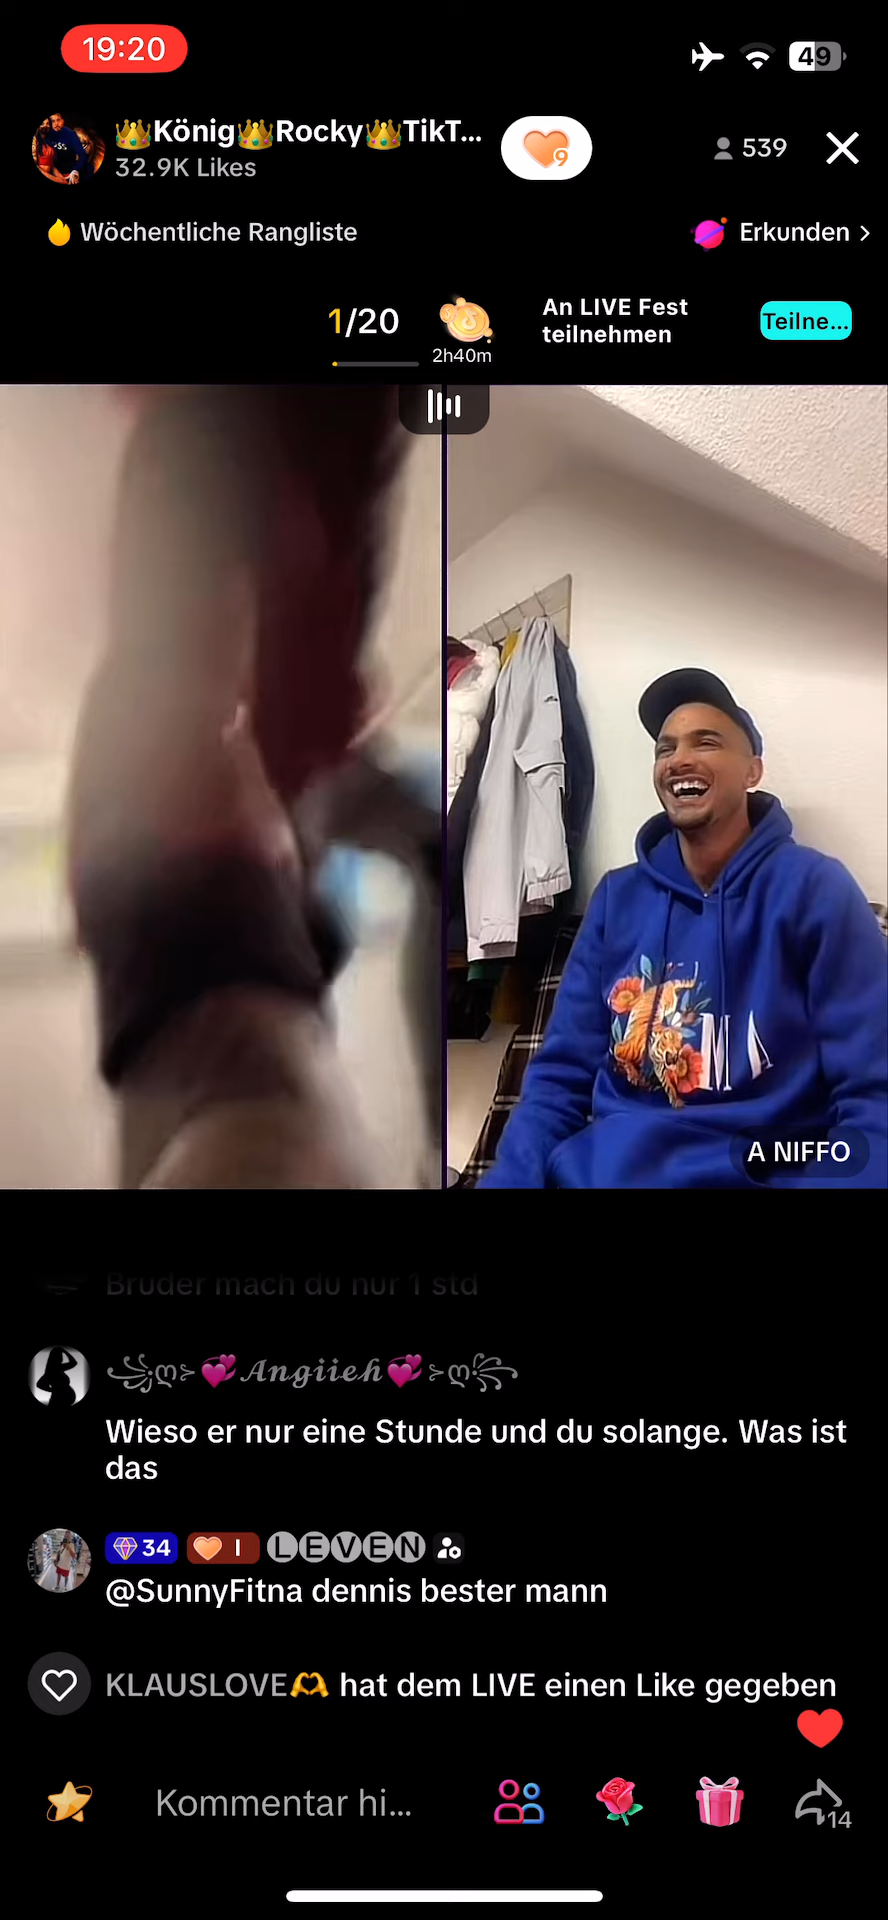 19:20
49
👑König👑Rocky👑TikT...
32.9K Likes
9
539
Wöchentliche Rangliste
Erkunden >
1/20
2h40m
An LIVE Fest
teilnehmen
Teilne...
M A
A NIFFO
Bruder mach du nur 1 std
꧁ღ⊱💞𝓐𝓷𝓰𝓲𝓲𝓮𝓱💞⊱ღ꧂
Wieso er nur eine Stunde und du solange. Was ist
das
34 I 🅛🅔🅥🅔🅝
@SunnyFitna dennis bester mann
KLAUSLOVE🫶 hat dem LIVE einen Like gegeben
Kommentar hi...
14